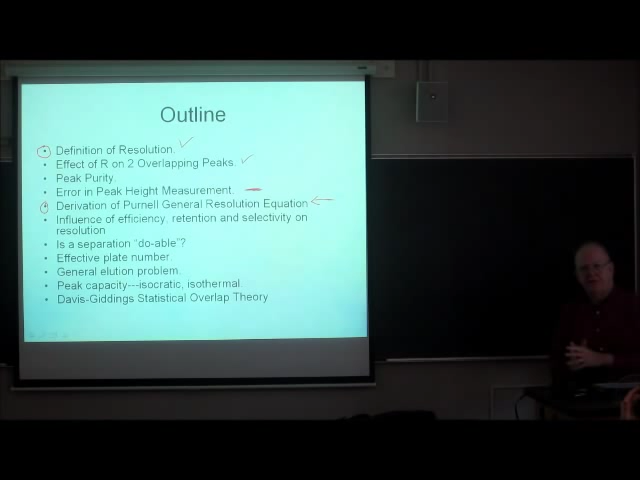 Outline
• Definition of Resolution.
• Effect of R on 2 Overlapping Peaks.
• Peak Purity.
• Error in Peak Height Measurement.
• Derivation of Purnell General Resolution Equation
• Influence of efficiency, retention and selectivity on
resolution
• Is a separation "do-able"?
• Effective plate number.
• General elution problem.
• Peak capacity---isocratic, isothermal.
• Davis-Giddings Statistical Overlap Theory